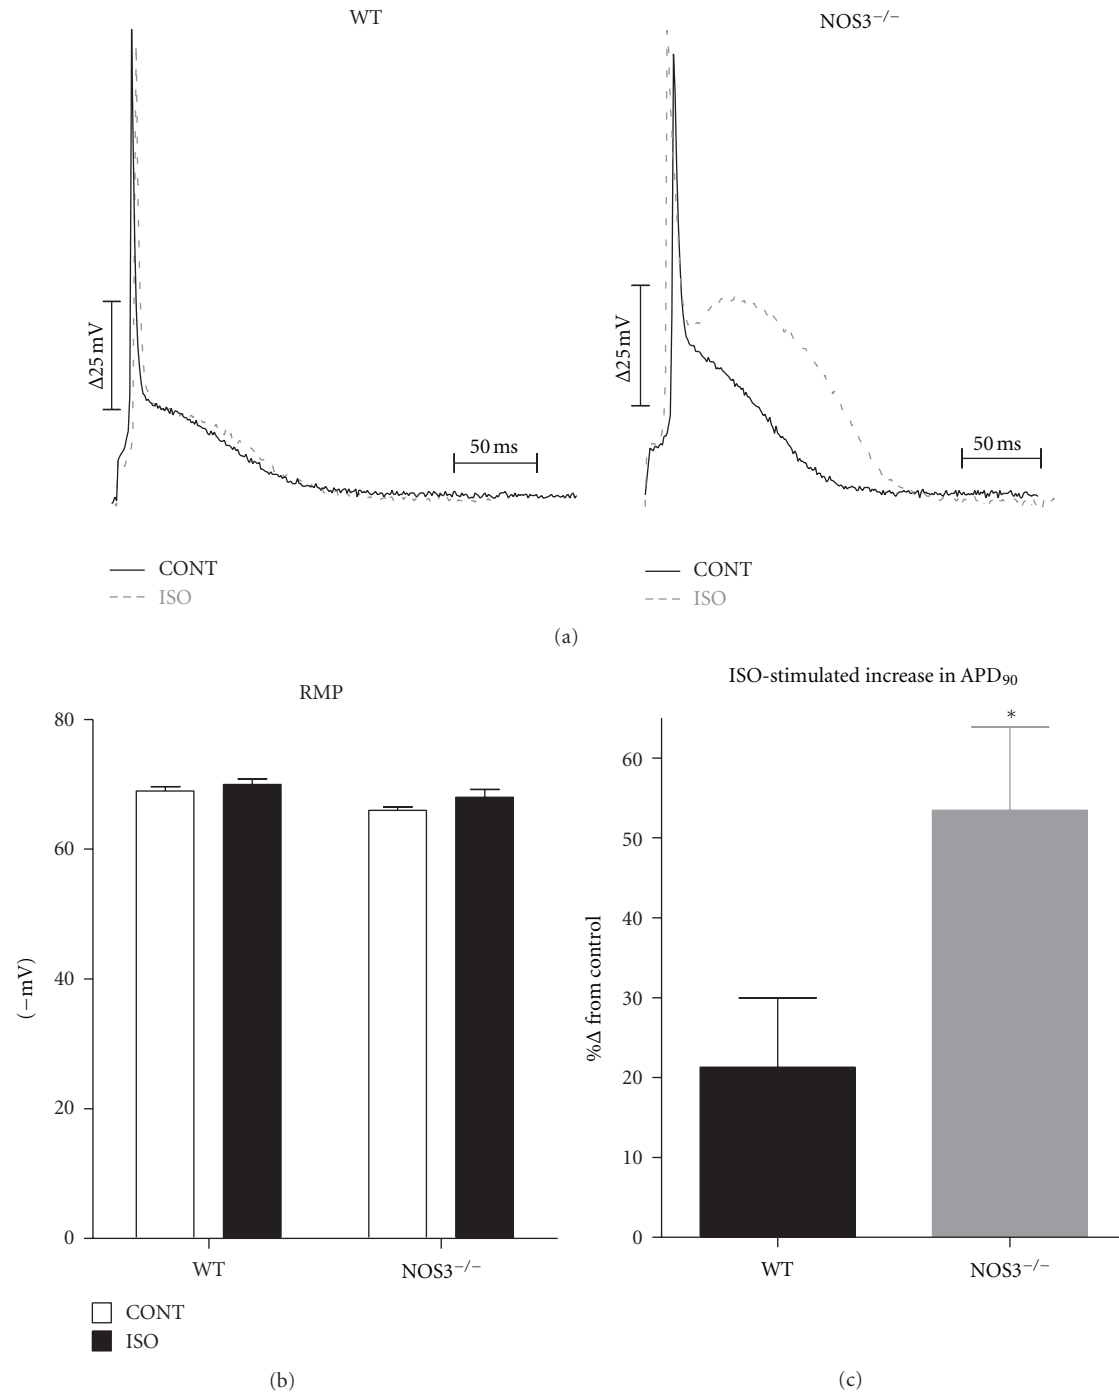 WT
NOS3−/−
Δ25 mV
50 ms
Δ25 mV
50 ms
CONT
ISO
CONT
ISO
(a)
RMP
80
60
40
20
0
(−mV)
WT
NOS3−/−
CONT
ISO
(b)
ISO-stimulated increase in APD90
*
60
50
40
30
20
10
0
%Δ from control
WT
NOS3−/−
(c)